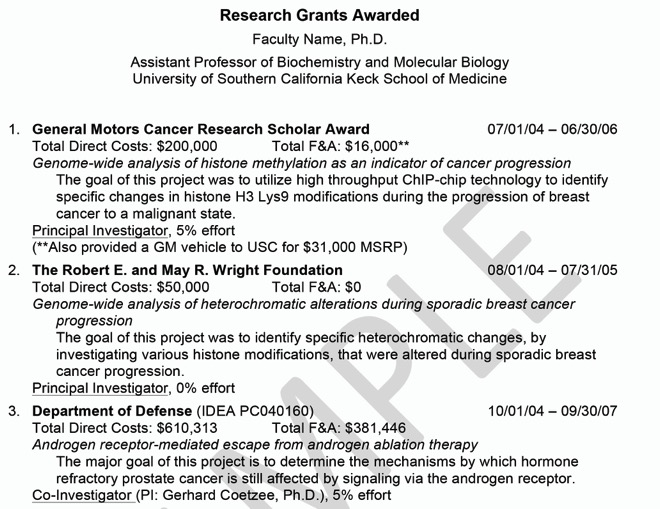 Research Grants Awarded
Faculty Name, Ph.D.
Assistant Professor of Biochemistry and Molecular Biology
University of Southern California Keck School of Medicine
1. General Motors Cancer Research Scholar Award 07/01/04 – 06/30/06
Total Direct Costs: $200,000 Total F&A: $16,000**
Genome-wide analysis of histone methylation as an indicator of cancer progression
The goal of this project was to utilize high throughput ChIP-chip technology to identify
specific changes in histone H3 Lys9 modifications during the progression of breast
cancer to a malignant state.
Principal Investigator, 5% effort
(**Also provided a GM vehicle to USC for $31,000 MSRP)
2. The Robert E. and May R. Wright Foundation 08/01/04 – 07/31/05
Total Direct Costs: $50,000 Total F&A: $0
Genome-wide analysis of heterochromatic alterations during sporadic breast cancer
progression
The goal of this project was to identify specific heterochromatic changes, by
investigating various histone modifications, that were altered during sporadic breast
cancer progression.
Principal Investigator, 0% effort
3. Department of Defense (IDEA PC040160) 10/01/04 – 09/30/07
Total Direct Costs: $610,313 Total F&A: $381,446
Androgen receptor-mediated escape from androgen ablation therapy
The major goal of this project is to determine the mechanisms by which hormone
refractory prostate cancer is still affected by signaling via the androgen receptor.
Co-Investigator (PI: Gerhard Coetzee, Ph.D.), 5% effort